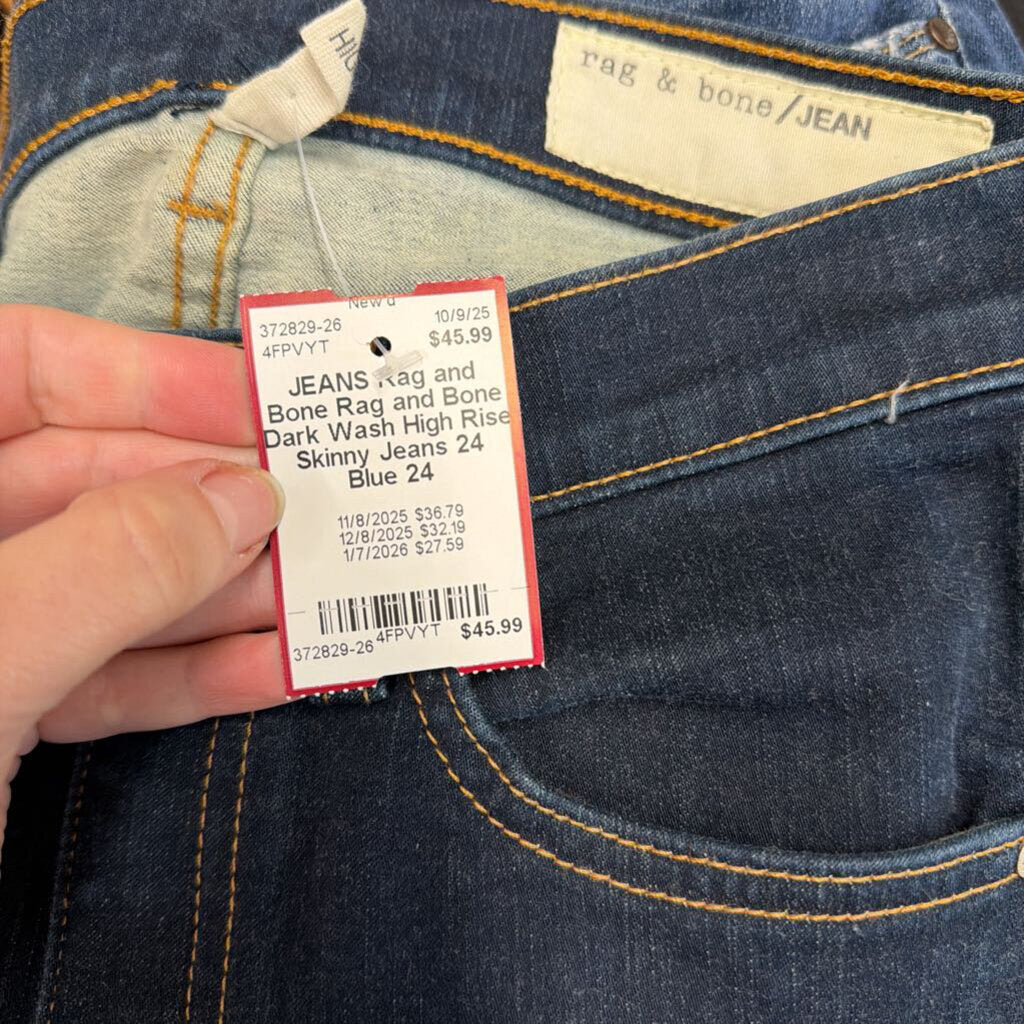 rag & bone/JEAN
New'd
372829-26 10/9/25
4FPVYT $45.99
JEANS Rag and
Bone Rag and Bone
Dark Wash High Rise
Skinny Jeans 24
Blue 24
11/8/2025 $36.79
12/8/2025 $32.19
1/7/2026 $27.59
372829-26 4FPVYT $45.99